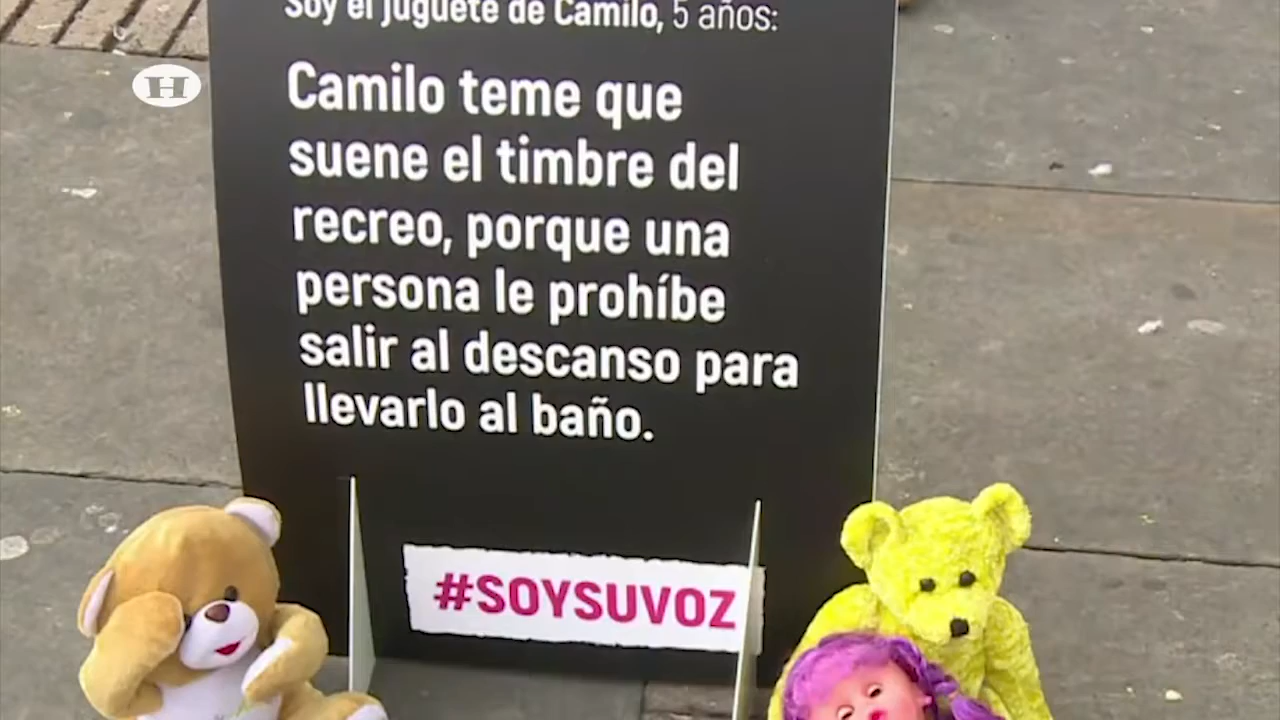 Soy el juguete de Camilo, 5 años:
H
Camilo teme que
suene el timbre del
recreo, porque una
persona le prohíbe
salir al descanso para
llevarlo al baño.
#SOYSUVOZ